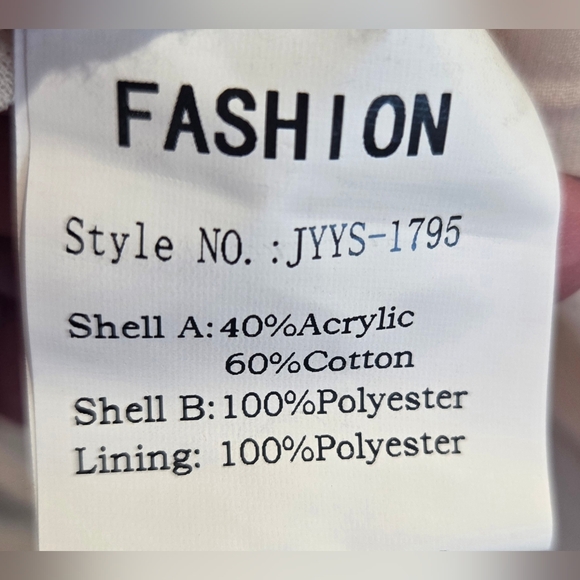 FASHION
Style NO.:JYYS-1795
Shell A:40%Acrylic
60%Cotton
Shell B:100%Polyester
Lining: 100%Polyester